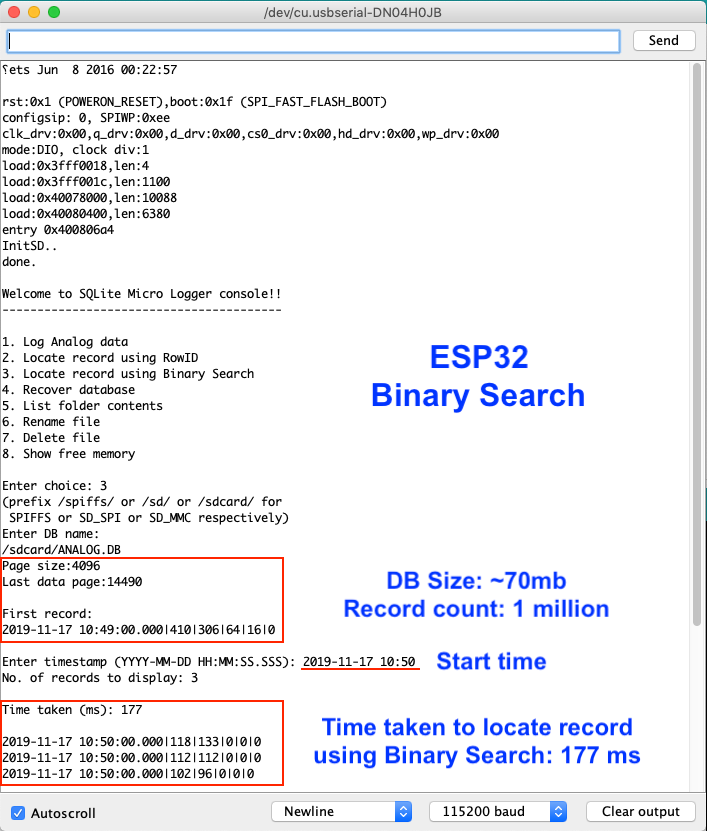 /dev/cu.usbserial-DN04H0JB
Send
⸮ets Jun  8 2016 00:22:57
rst:0x1 (POWERON_RESET),boot:0x1f (SPI_FAST_FLASH_BOOT)
configsip: 0, SPIWP:0xee
clk_drv:0x00,q_drv:0x00,d_drv:0x00,cs0_drv:0x00,hd_drv:0x00,wp_drv:0x00
mode:DIO, clock div:1
load:0x3fff0018,len:4
load:0x3fff001c,len:1100
load:0x40078000,len:10088
load:0x40080400,len:6380
entry 0x400806a4
InitSD..
done.
Welcome to SQLite Micro Logger console!!
----------------------------------------
1. Log Analog data
2. Locate record using RowID
3. Locate record using Binary Search
4. Recover database
5. List folder contents
6. Rename file
7. Delete file
8. Show free memory
ESP32
Binary Search
Enter choice: 3
(prefix /spiffs/ or /sd/ or /sdcard/ for
SPIFFS or SD_SPI or SD_MMC respectively)
Enter DB name:
/sdcard/ANALOG.DB
Page size:4096
Last data page:14490
First record:
2019-11-17 10:49:00.000|410|306|64|16|0
DB Size: ~70mb
Record count: 1 million
Enter timestamp (YYYY-MM-DD HH:MM:SS.SSS): 2019-11-17 10:50
Start time
No. of records to display: 3
Time taken (ms): 177
2019-11-17 10:50:00.000|118|133|0|0|0
2019-11-17 10:50:00.000|112|112|0|0|0
2019-11-17 10:50:00.000|102|96|0|0|0
Time taken to locate record
using Binary Search: 177 ms
Autoscroll
Newline
115200 baud
Clear output